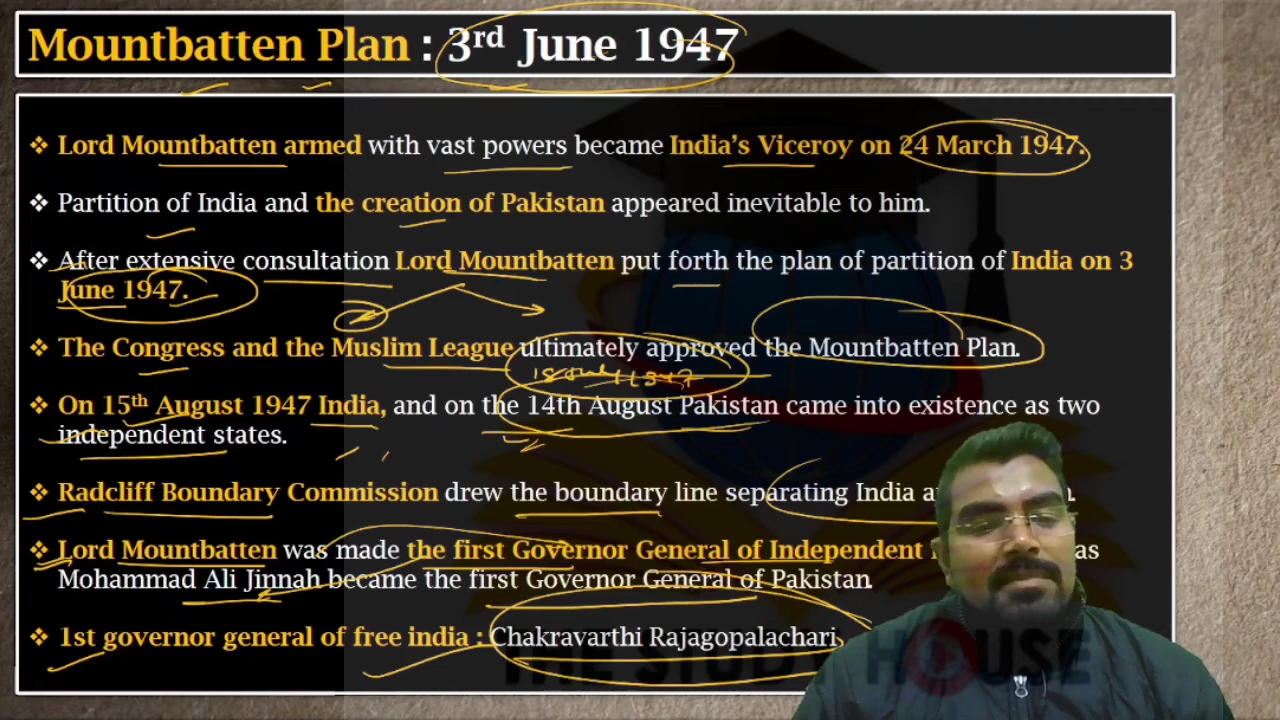 Mountbatten Plan : 3rd June 1947
❖ Lord Mountbatten armed with vast powers became India's Viceroy on 24 March 1947.
❖ Partition of India and the creation of Pakistan appeared inevitable to him.
❖ After extensive consultation Lord Mountbatten put forth the plan of partition of India on 3
June 1947.
❖ The Congress and the Muslim League ultimately approved the Mountbatten Plan.
❖ On 15th August 1947 India, and on the 14th August Pakistan came into existence as two
independent states.
❖ Radcliff Boundary Commission drew the boundary line separating India
❖ Lord Mountbatten was made the first Governor General of Independent
Mohammad Ali Jinnah became the first Governor General of Pakistan.
❖ 1st governor general of free india : Chakravarthi Rajagopalachari
THE STUDY HOUSE